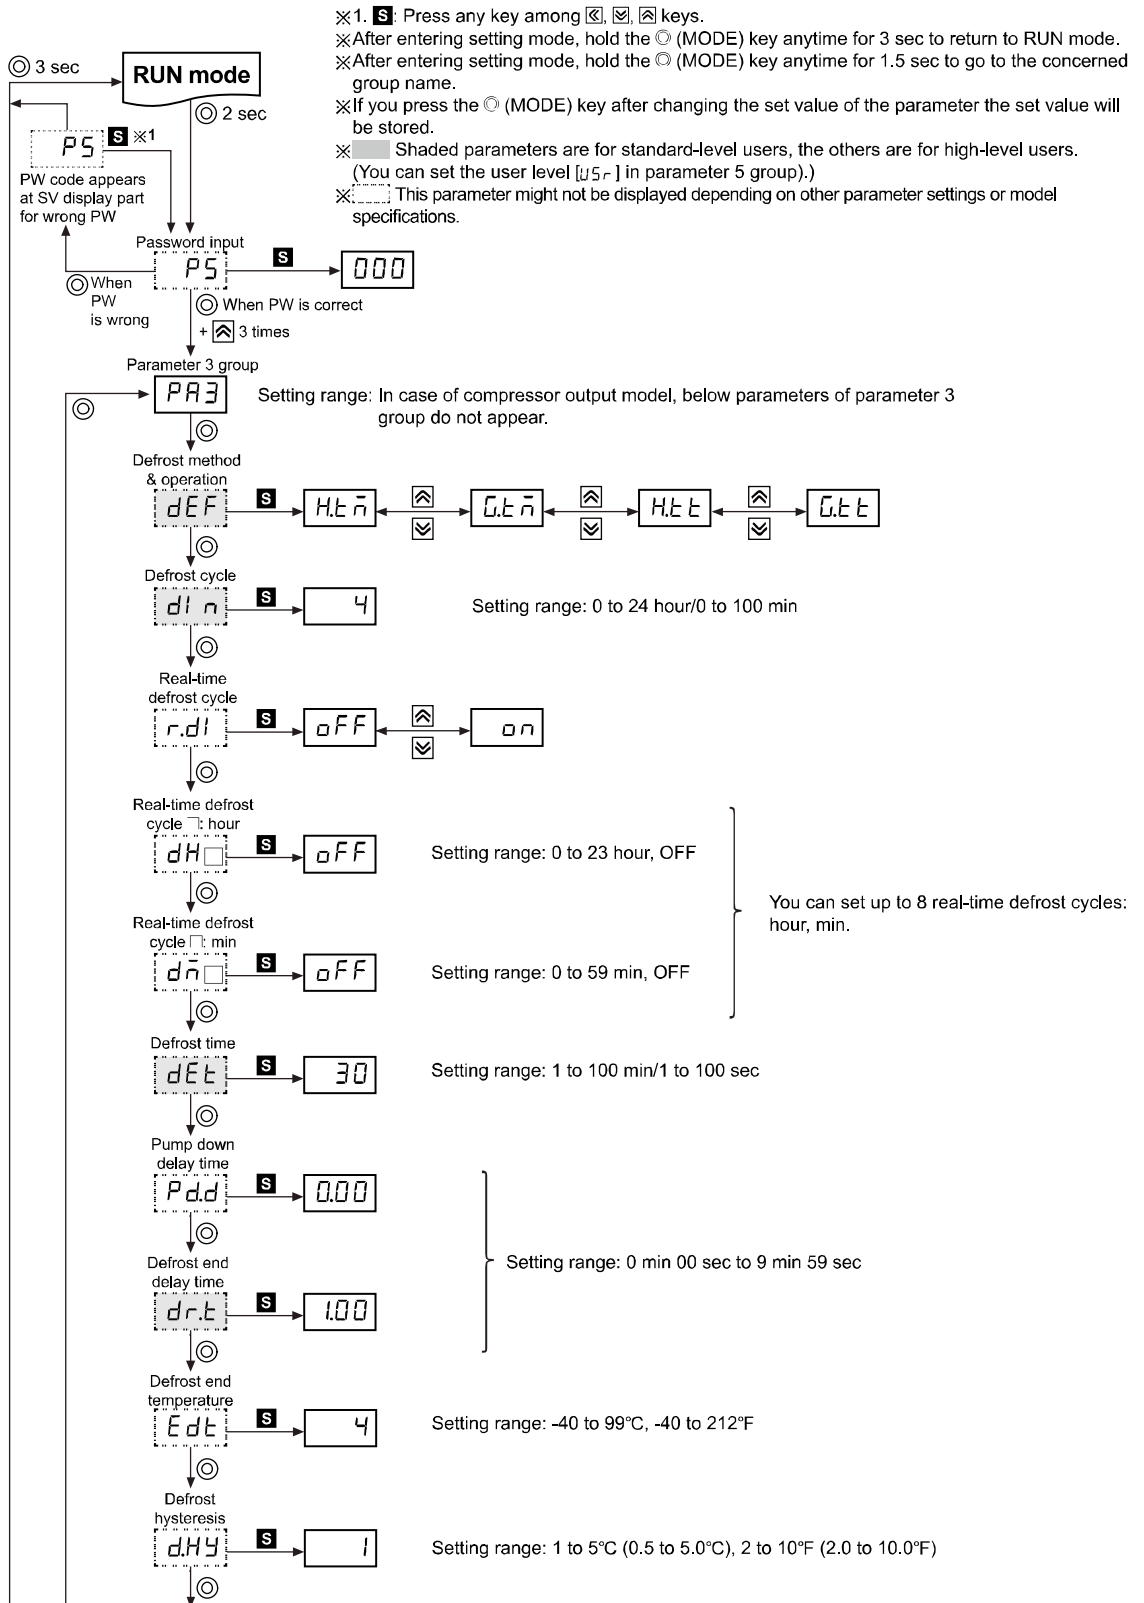 ※1. S: Press any key among keys.
※After entering setting mode, hold the ◎ (MODE) key anytime for 3 sec to return to RUN mode.
※After entering setting mode, hold the ◎ (MODE) key anytime for 1.5 sec to go to the concerned
group name.
※If you press the ◎ (MODE) key after changing the set value of the parameter the set value will
be stored.
※ Shaded parameters are for standard-level users, the others are for high-level users.
(You can set the user level [USr] in parameter 5 group).)
※ This parameter might not be displayed depending on other parameter settings or model
specifications.
◎ 3 sec
RUN mode
◎ 2 sec
PS
S ※1
PW code appears
at SV display part
for wrong PW
Password input
PS
S
000
◎ When
PW
is wrong
◎ When PW is correct
+ 3 times
Parameter 3 group
PA3
◎
Setting range: In case of compressor output model, below parameters of parameter 3
group do not appear.
◎
Defrost method
& operation
dEF
S
H.tm
G.tm
H.tt
G.tt
◎
Defrost cycle
dIn
S
4
Setting range: 0 to 24 hour/0 to 100 min
◎
Real-time
defrost cycle
r.dI
S
oFF
on
◎
Real-time defrost
cycle □: hour
dH□
S
oFF
Setting range: 0 to 23 hour, OFF
◎
You can set up to 8 real-time defrost cycles:
hour, min.
Real-time defrost
cycle □: min
dm□
S
oFF
Setting range: 0 to 59 min, OFF
◎
Defrost time
dEt
S
30
Setting range: 1 to 100 min/1 to 100 sec
◎
Pump down
delay time
Pd.d
S
0.00
◎
Setting range: 0 min 00 sec to 9 min 59 sec
Defrost end
delay time
dr.t
S
1.00
◎
Defrost end
temperature
Edt
S
4
Setting range: -40 to 99°C, -40 to 212°F
◎
Defrost
hysteresis
d.HY
S
1
Setting range: 1 to 5°C (0.5 to 5.0°C), 2 to 10°F (2.0 to 10.0°F)
◎